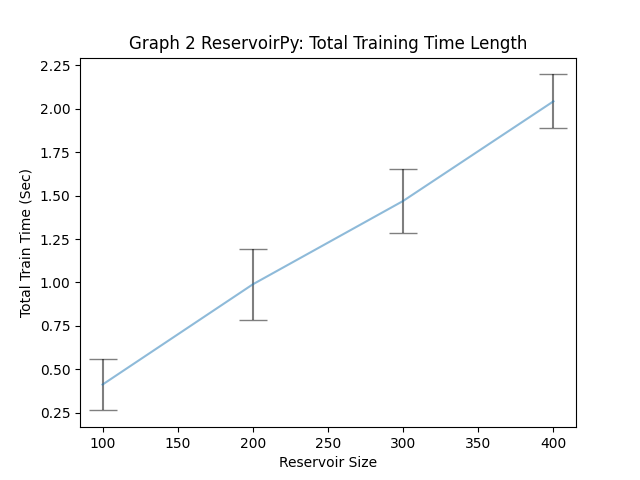 Graph 2 ReservoirPy: Total Training Time Length
2.25
2.00
1.75
1.50
1.25
1.00
0.75
0.50
0.25
Total Train Time (Sec)
100 150 200 250 300 350 400
Reservoir Size